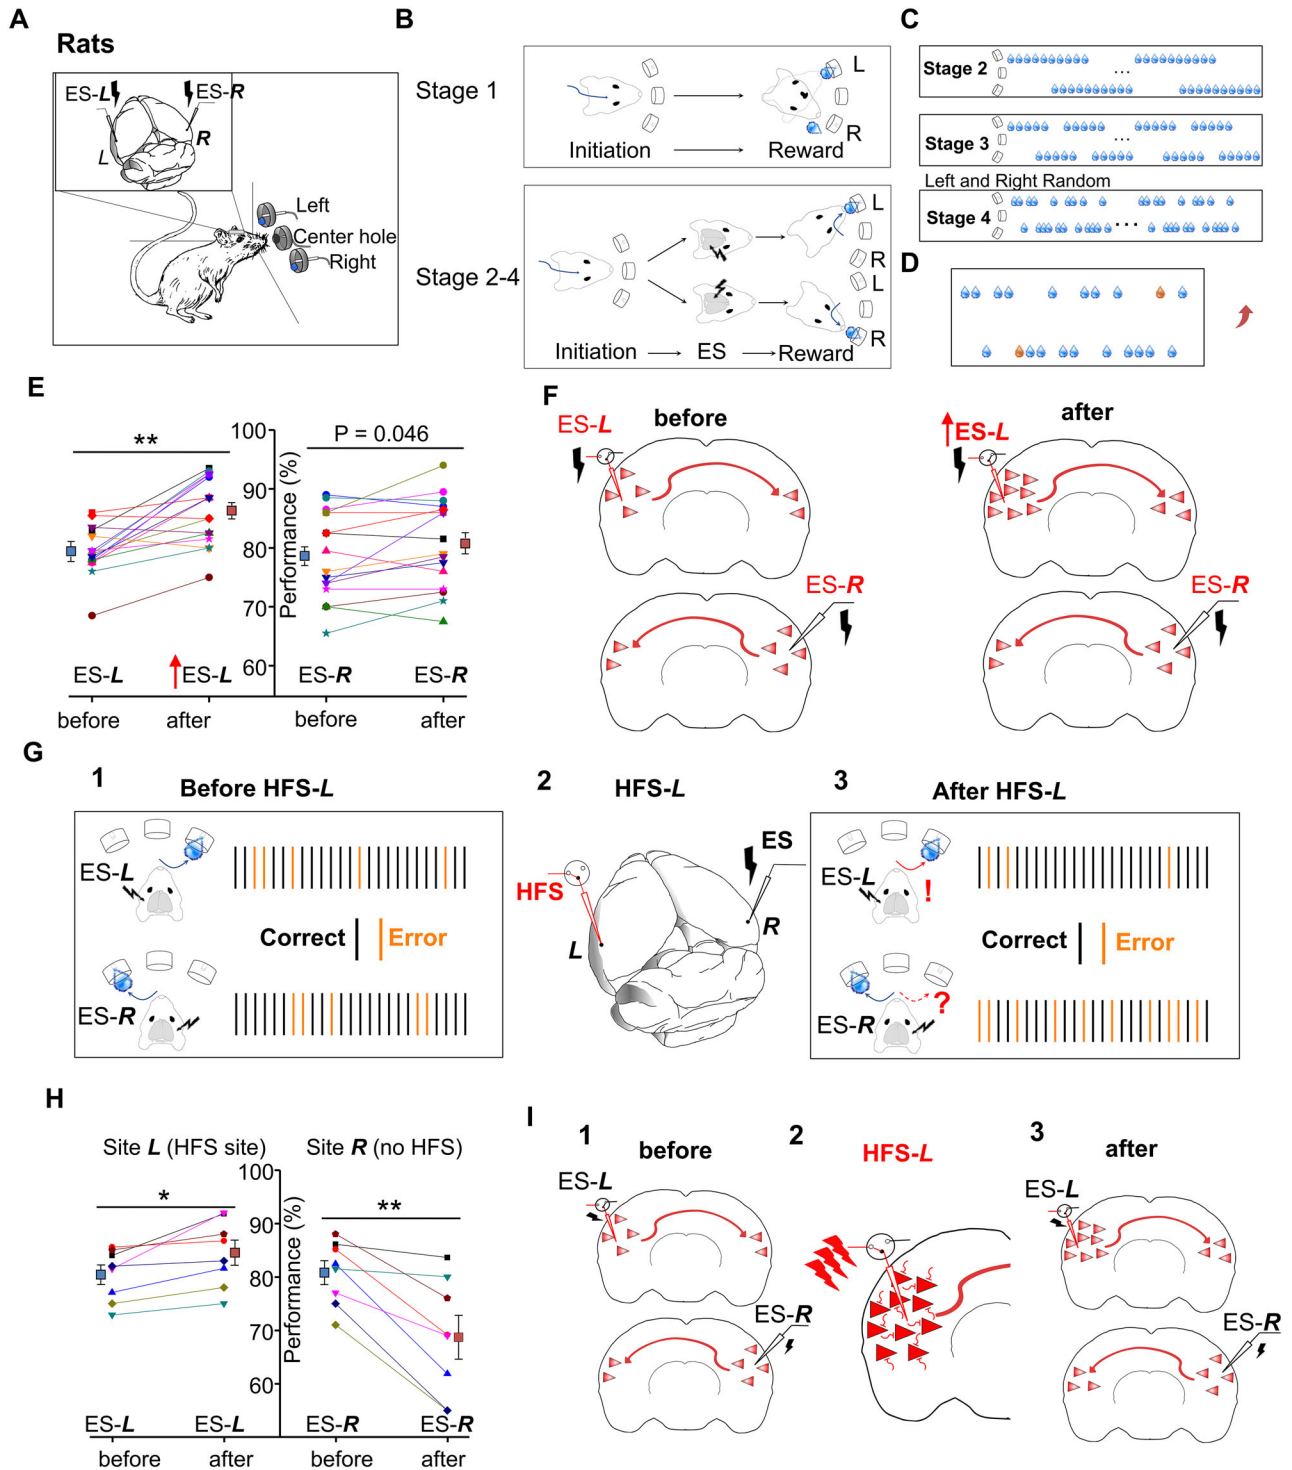 A
Rats
ES-L
ES-R
L
R
Left
Center hole
Right
B
Stage 1
L
R
Initiation
Reward
Stage 2-4
L
R
L
R
Initiation
ES
Reward
C
Stage 2
...
Stage 3
...
Left and Right Random
Stage 4
...
D
E
**
P = 0.046
100
90
80
70
60
Performance (%)
ES-L
ES-L
ES-R
ES-R
before
after
before
after
F
before
after
ES-L
ES-L
ES-R
ES-R
G
1
Before HFS-L
2
HFS-L
3
After HFS-L
ES-L
Correct
Error
ES-R
HFS
ES
L
R
ES-L
!
Correct
Error
?
ES-R
H
Site L (HFS site)
Site R (no HFS)
*
**
100
90
80
70
60
Performance (%)
ES-L
ES-L
ES-R
ES-R
before
after
before
after
I
1
before
2
HFS-L
3
after
ES-L
ES-R
ES-L
ES-R